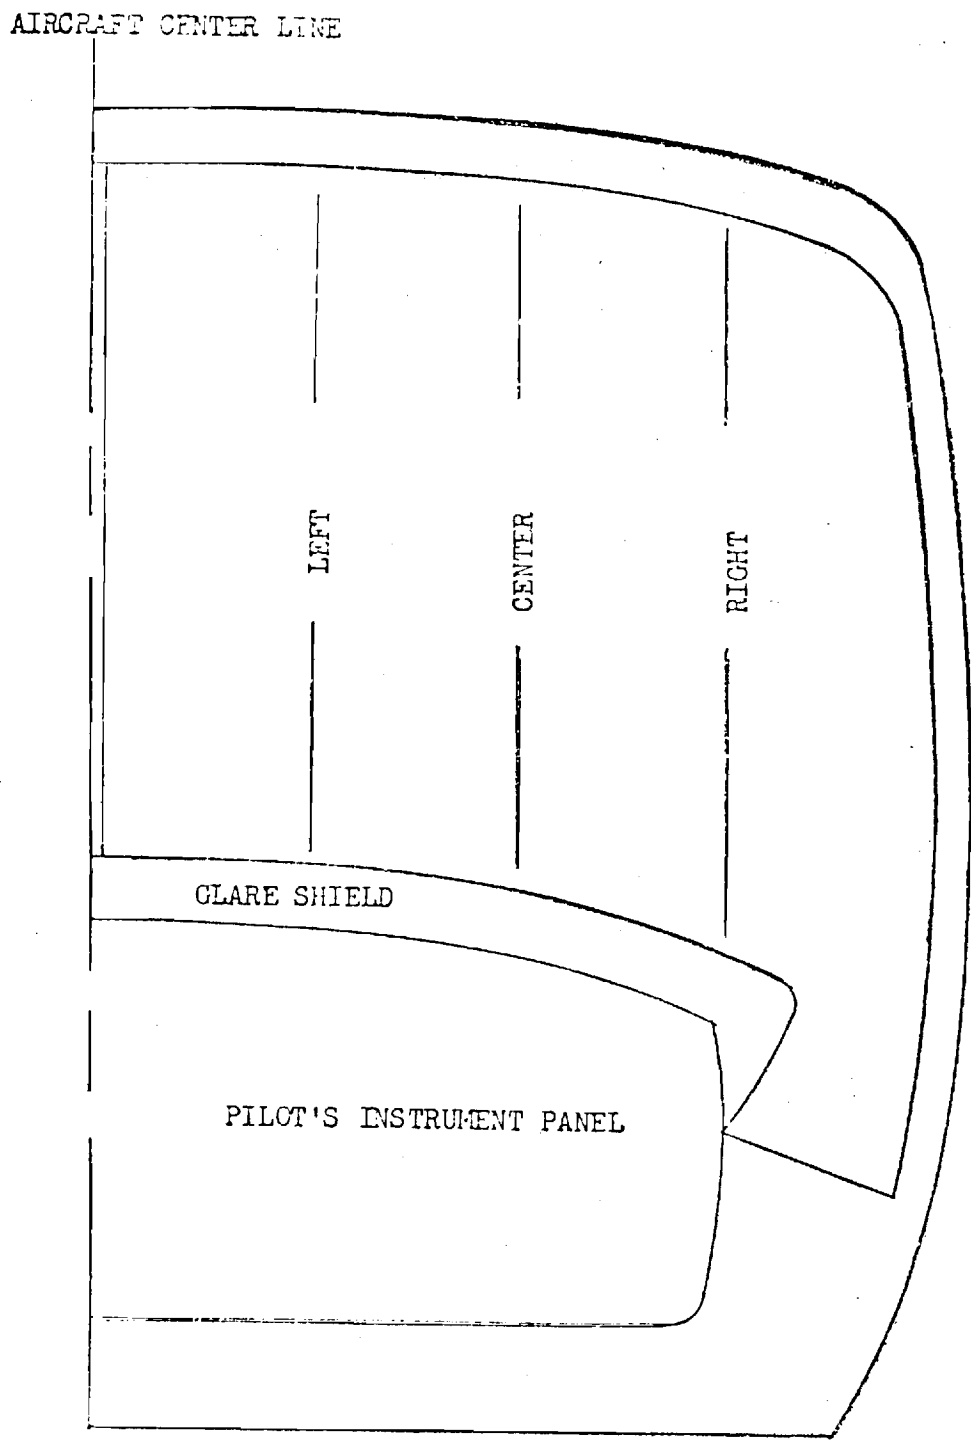 AIRCRAFT CENTER LINE
LEFT
CENTER
RIGHT
GLARE SHIELD
PILOT'S INSTRUMENT PANEL